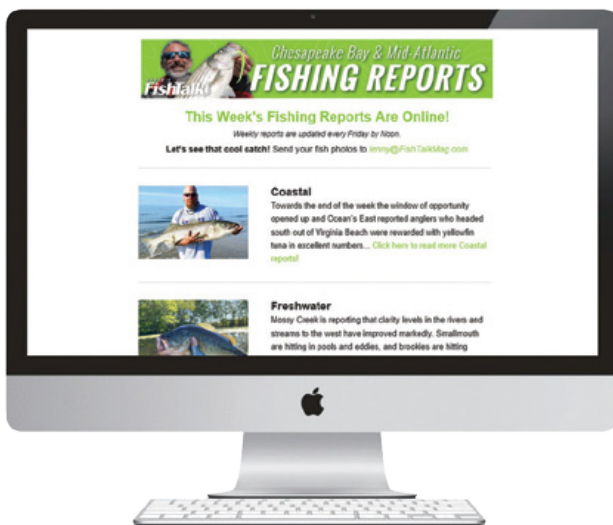 Chesapeake Bay & Mid-Atlantic
FishTalk
FISHING REPORTS
This Week's Fishing Reports Are Online!
Weekly reports are updated every Friday by Noon.
Let's see that cool catch! Send your fish photos to lenny@FishTalkMag.com
Coastal
Towards the end of the week the window of opportunity
opened up and Ocean's East reported anglers who headed
south out of Virginia Beach were rewarded with yellowfin
tuna in excellent numbers... Click here to read more Coastal
reports!
Freshwater
Mossy Creek is reporting that clarity levels in the rivers and
streams to the west have improved markedly. Smallmouth
are hitting in pools and eddies, and brookies are hitting